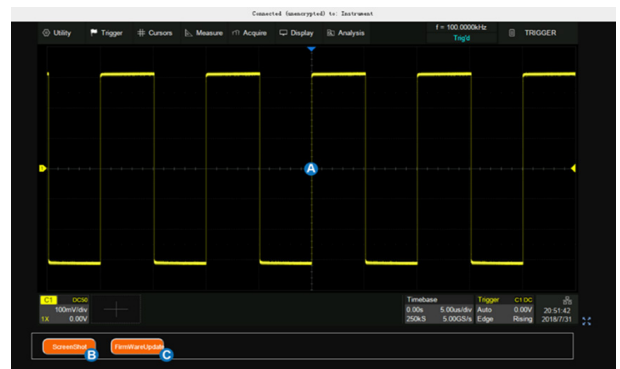 Connected (unencrypted) to: Instrument
Utility Trigger Cursors Measure Acquire Display Analysis f = 100.0000kHz TRIGGER
Trig'd
A
C1 DC50 Timebase Trigger C1 DC
100mV/div 0.00s 5.00us/div Auto 0.00V 20:51:42
1X 0.00V 250kS 5.00GS/s Edge Rising 2018/7/31
ScreenShot FirmWareUpdate
B C